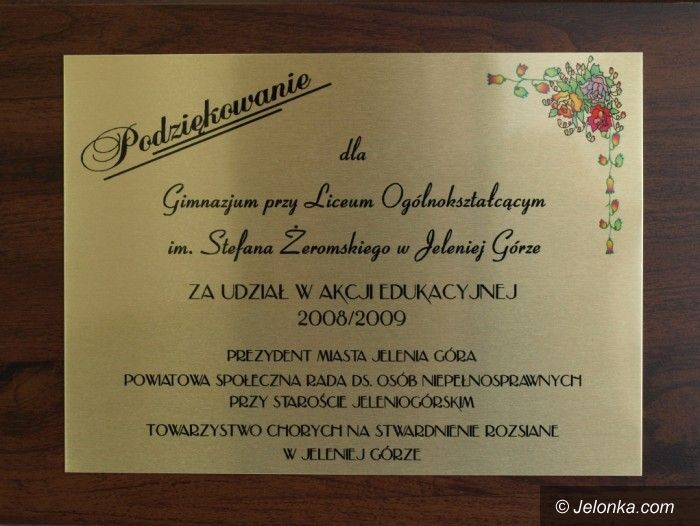 Podziękowanie
dla
Gimnazjum przy Liceum Ogólnokształcącym
im. Stefana Żeromskiego w Jeleniej Górze
ZA UDZIAŁ W AKCJI EDUKACYJNEJ
2008/2009
PREZYDENT MIASTA JELENIA GÓRA
POWIATOWA SPOŁECZNA RADA DS. OSÓB NIEPEŁNOSPRAWNYCH
PRZY STAROŚCIE JELENIOGÓRSKIM
TOWARZYSTWO CHORYCH NA STWARDNIENIE ROZSIANE
W JELENIEJ GÓRZE
© Jelonka.com